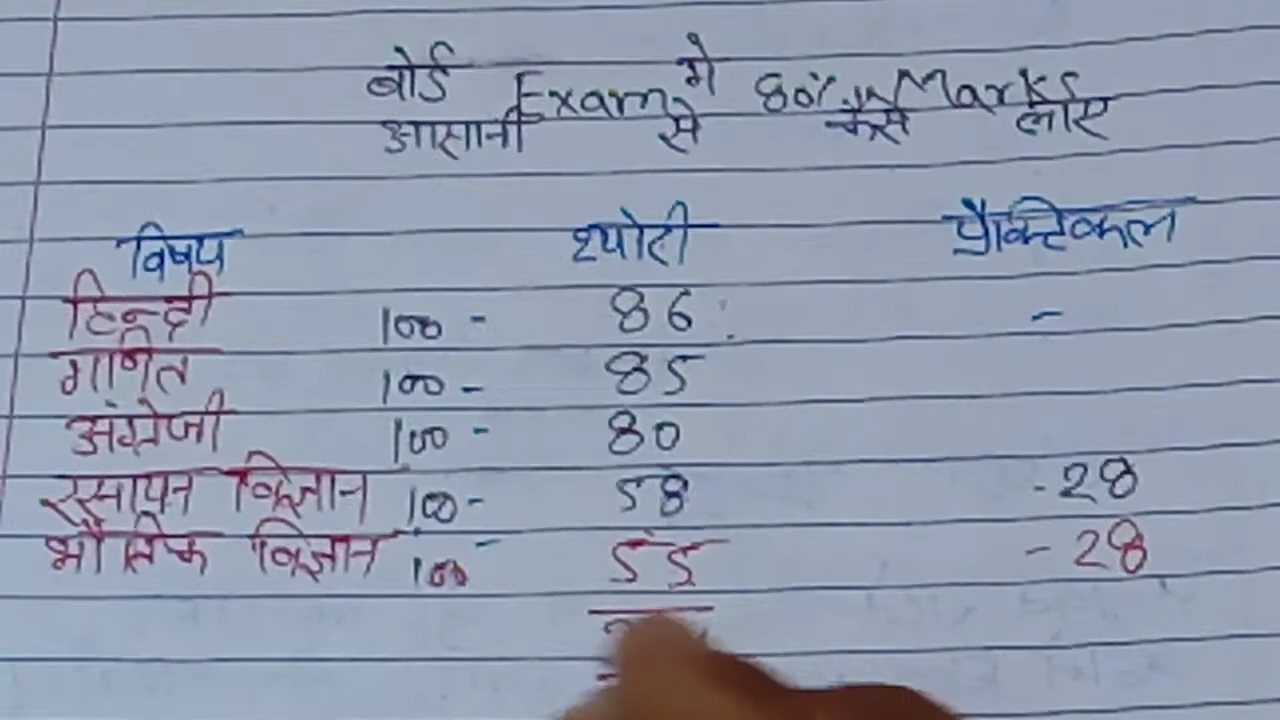 बोर्ड Exam मे 80% Marks
आसानी से कैसे लाए
विषय थ्योरी प्रैक्टिकल
हिन्दी 100 - 86 -
गणित 100 - 85
अंग्रेजी 100 - 80
रसायन विज्ञान 100 - 58 - 28
भौतिक विज्ञान 100 - 55 - 28